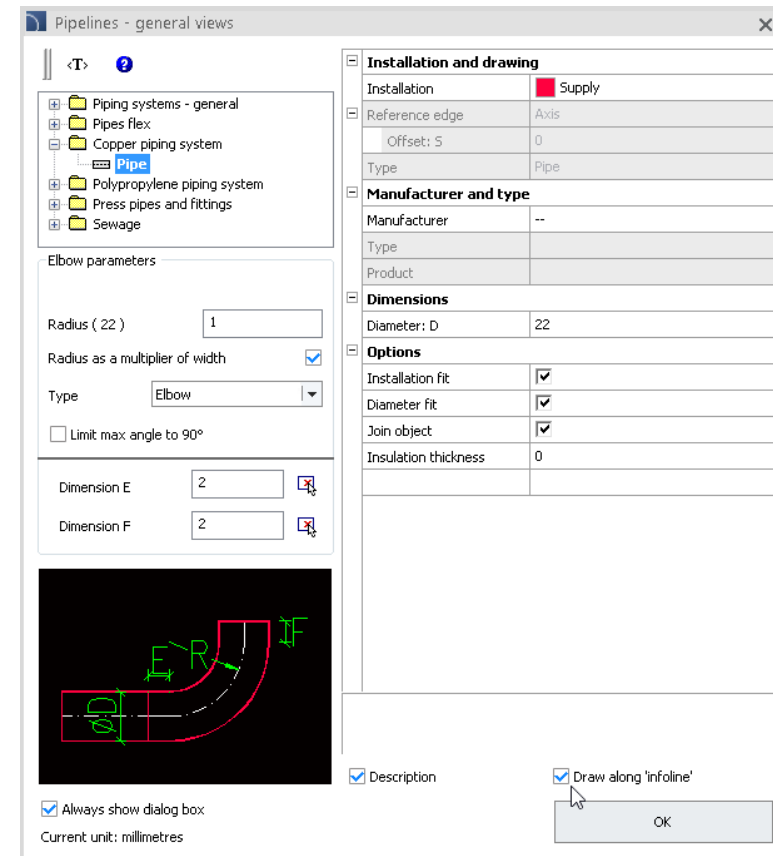 Pipelines - general views
<T>
Piping systems - general
Pipes flex
Copper piping system
Pipe
Polypropylene piping system
Press pipes and fittings
Sewage
Elbow parameters
Radius ( 22 ) 1
Radius as a multiplier of width
Type Elbow
Limit max angle to 90°
Dimension E 2
Dimension F 2
E R F
øD
Always show dialog box
Current unit: millimetres
Installation and drawing
Installation Supply
Reference edge Axis
Offset: S 0
Type Pipe
Manufacturer and type
Manufacturer --
Type
Product
Dimensions
Diameter: D 22
Options
Installation fit
Diameter fit
Join object
Insulation thickness 0
Description Draw along 'infoline'
OK